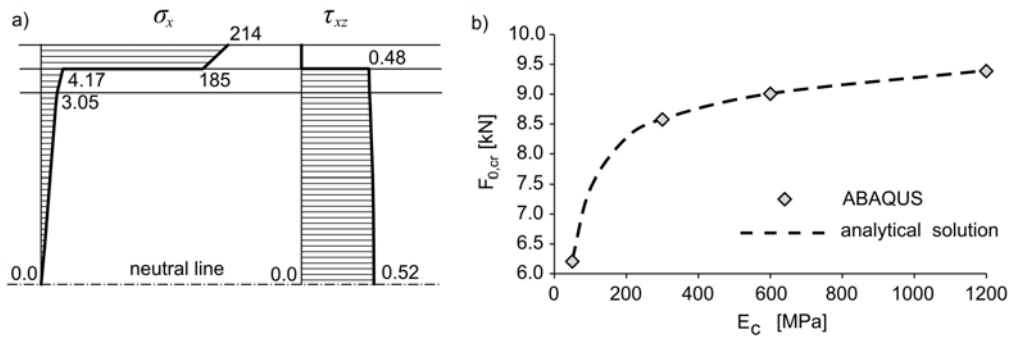 a)
σx
τxz
214
0.48
4.17
185
3.05
0.0
neutral line
0.0
0.52
b)
10.0
9.5
9.0
8.5
8.0
7.5
7.0
6.5
6.0
F0,cr [kN]
ABAQUS
analytical solution
0
200
400
600
800
1000
1200
EC [MPa]